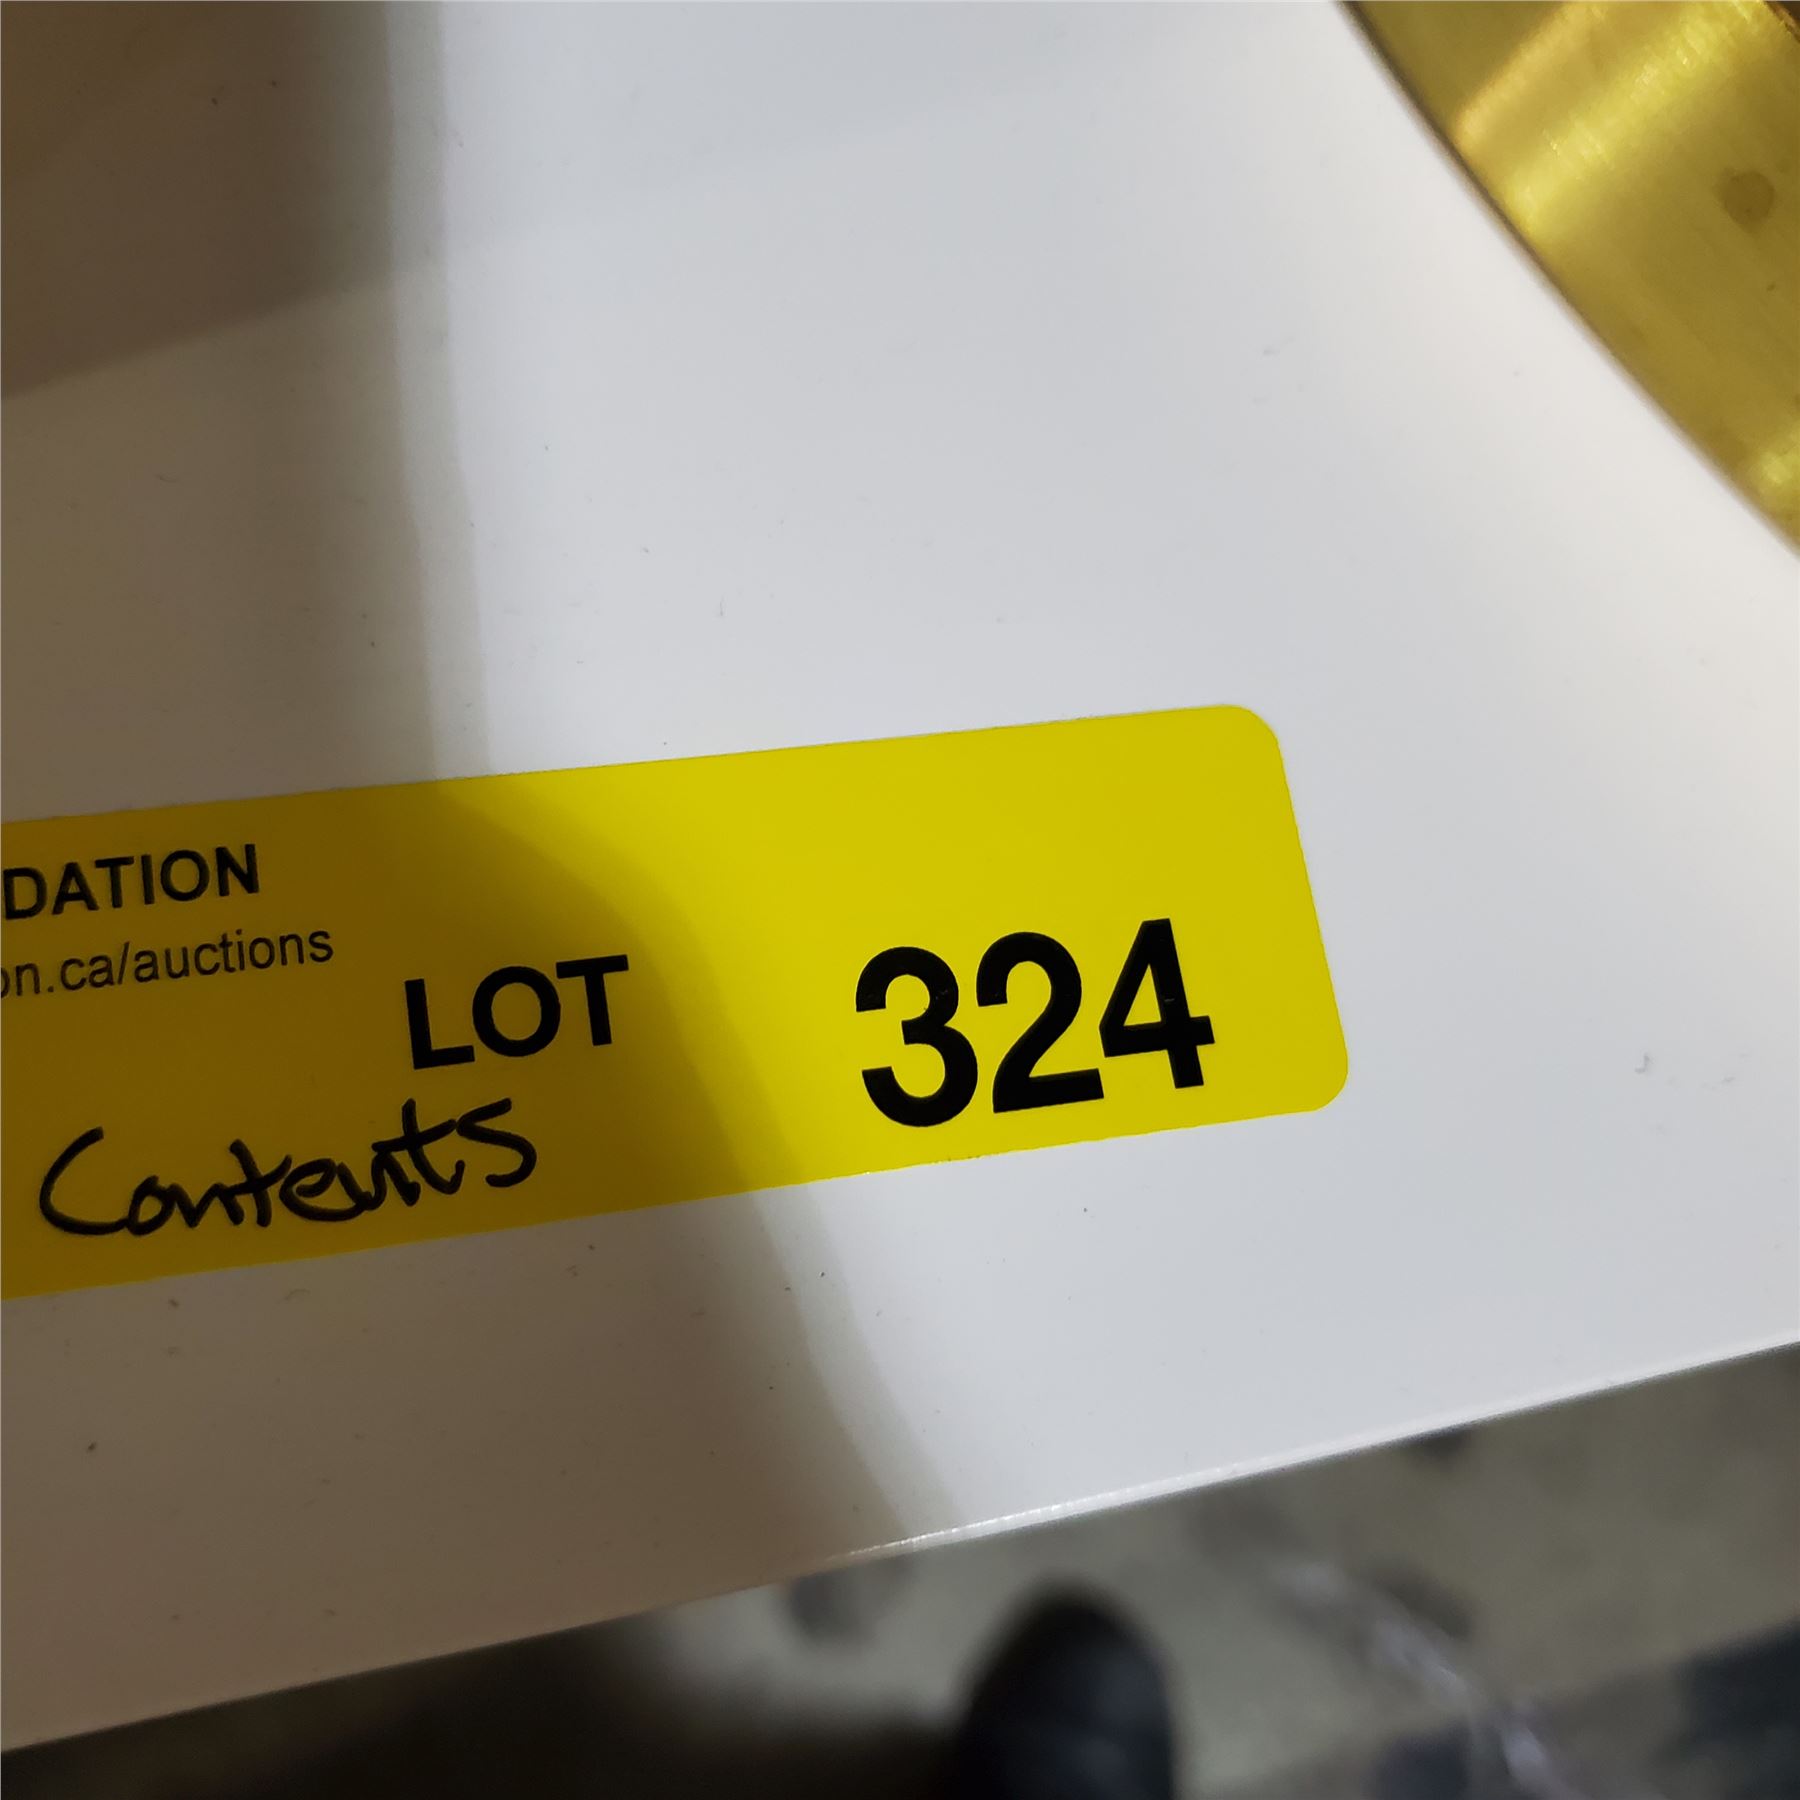 DATION
on.ca/auctions
LOT 324
Contents